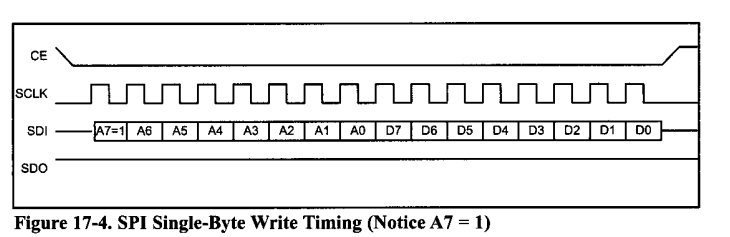 CE
SCLK
SDI A7=1 A6 A5 A4 A3 A2 A1 A0 D7 D6 D5 D4 D3 D2 D1 D0
SDO
Figure 17-4. SPI Single-Byte Write Timing (Notice A7 = 1)